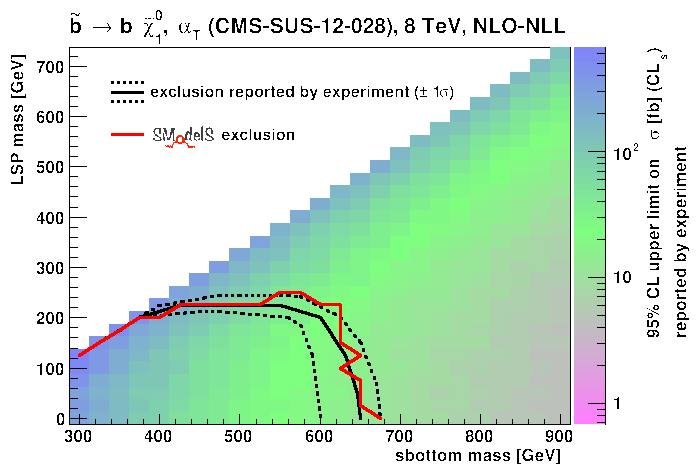 b̃ → b χ̃₁⁰, α_T (CMS-SUS-12-028), 8 TeV, NLO-NLL
LSP mass [GeV]
700
600
500
400
300
200
100
0
exclusion reported by experiment (± 1σ)
SModelS exclusion
300 400 500 600 700 800 900
sbottom mass [GeV]
10²
10
1
95% CL upper limit on σ [fb] (CLₛ)
reported by experiment